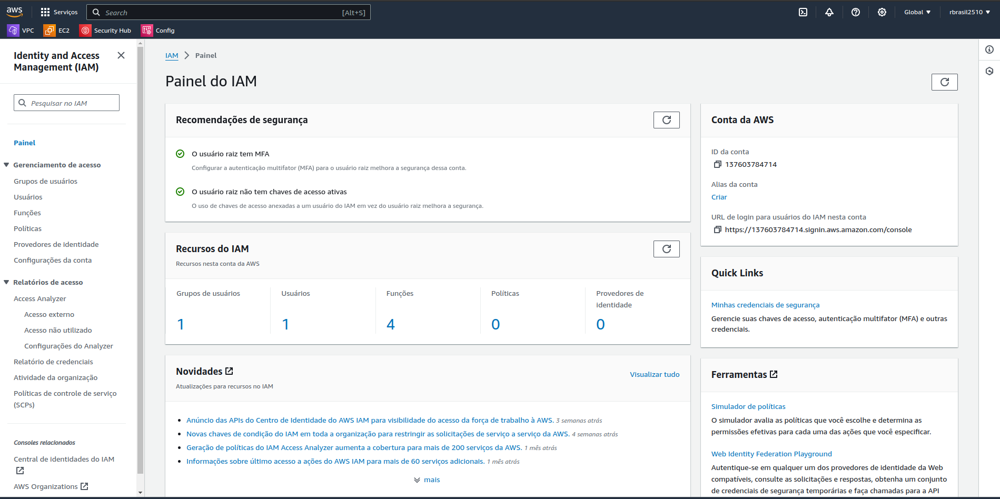 aws
Serviços
Search
[Alt+S]
Global
rbrasil2510
VPC
EC2
Security Hub
Config
Identity and Access
Management (IAM)
Pesquisar no IAM
Painel
Gerenciamento de acesso
Grupos de usuários
Usuários
Funções
Políticas
Provedores de identidade
Configurações da conta
Relatórios de acesso
Access Analyzer
Acesso externo
Acesso não utilizado
Configurações do Analyzer
Relatório de credenciais
Atividade da organização
Políticas de controle de serviço
(SCPs)
Consoles relacionados
Central de identidades do IAM
AWS Organizations
IAM
Painel
Painel do IAM
Recomendações de segurança
O usuário raiz tem MFA
Configurar a autenticação multifator (MFA) para o usuário raiz melhora a segurança dessa conta.
O usuário raiz não tem chaves de acesso ativas
O uso de chaves de acesso anexadas a um usuário do IAM em vez do usuário raiz melhora a segurança.
Recursos do IAM
Recursos nesta conta da AWS
Grupos de usuários
1
Usuários
1
Funções
4
Políticas
0
Provedores de
identidade
0
Novidades
Atualizações para recursos no IAM
Visualizar tudo
Anúncio das APIs do Centro de Identidade do AWS IAM para visibilidade do acesso da força de trabalho à AWS. 3 semanas atrás
Novas chaves de condição do IAM em toda a organização para restringir as solicitações de serviço a serviço da AWS. 4 semanas atrás
Geração de políticas do IAM Access Analyzer aumenta a cobertura para mais de 200 serviços da AWS. 1 mês atrás
Informações sobre último acesso a ações do AWS IAM para mais de 60 serviços adicionais. 1 mês atrás
mais
Conta da AWS
ID da conta
137603784714
Alias da conta
Criar
URL de login para usuários do IAM nesta conta
https://137603784714.signin.aws.amazon.com/console
Quick Links
Minhas credenciais de segurança
Gerencie suas chaves de acesso, autenticação multifator (MFA) e outras
credenciais.
Ferramentas
Simulador de políticas
O simulador avalia as políticas que você escolhe e determina as
permissões efetivas para cada uma das ações que você especificar.
Web Identity Federation Playground
Autentique-se em qualquer um dos provedores de identidade da Web
compatíveis, consulte as solicitações e respostas, obtenha um conjunto
de credenciais de segurança temporárias e faça chamadas para a API